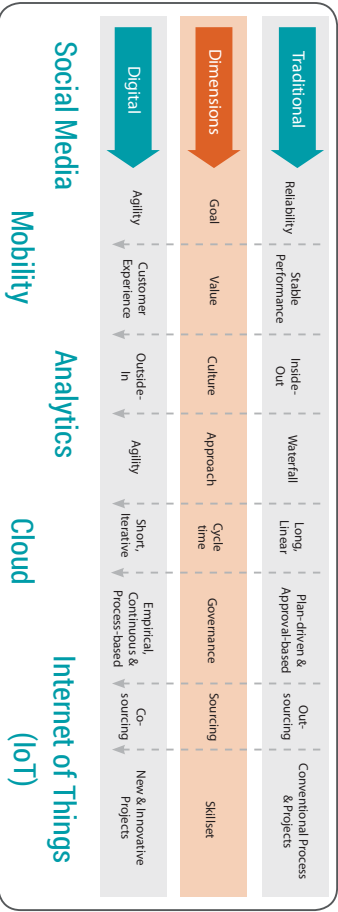 Traditional
Reliability
Stable
Performance
Inside-
Out
Waterfall
Long,
Linear
Plan-driven &
Approval-based
Out-
sourcing
Conventional Process
& Projects
Dimensions
Goal
Value
Culture
Approach
Cycle
time
Governance
Sourcing
Skillset
Digital
Agility
Customer
Experience
Outside-
In
Agility
Short,
Iterative
Empirical,
Continuous &
Process-based
Co-
sourcing
New & Innovative
Projects
Social Media
Mobility
Analytics
Cloud
Internet of Things
(IoT)